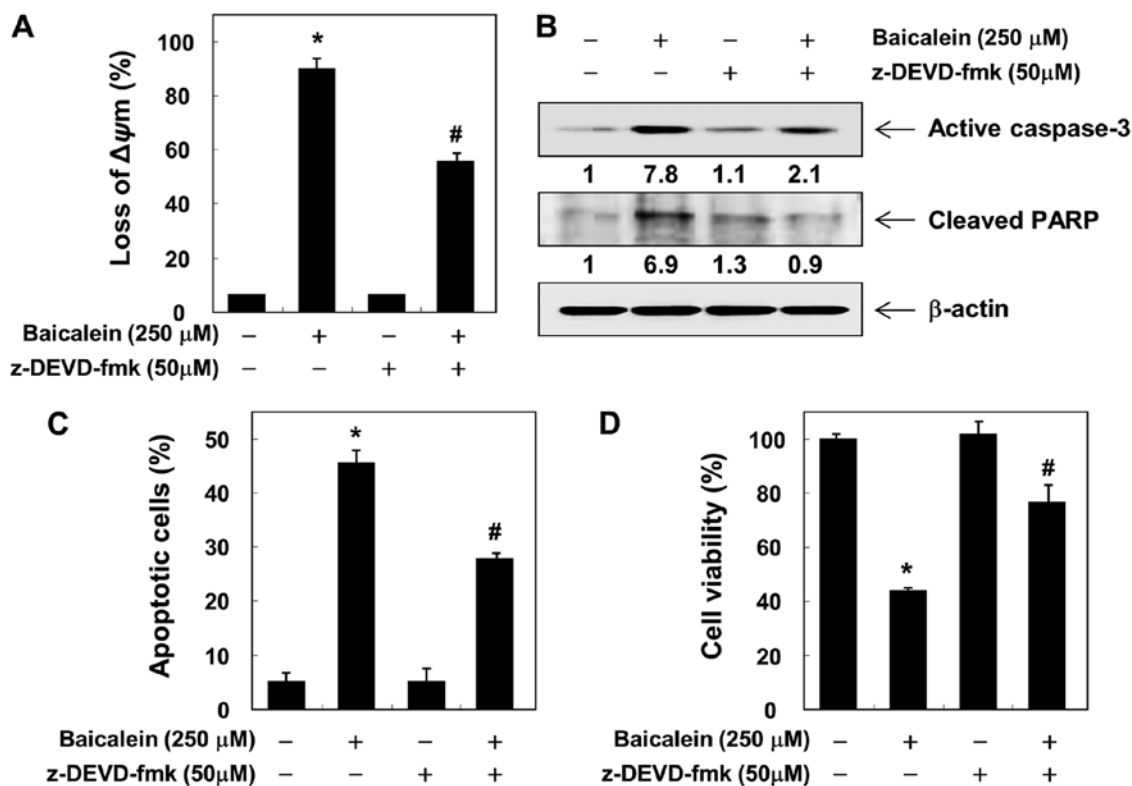 A
Loss of Δψm (%)
100
80
60
40
20
0
*
#
Baicalein (250 μM) – + – +
z-DEVD-fmk (50μM) – – + +
B
– + – + Baicalein (250 μM)
– – + + z-DEVD-fmk (50μM)
← Active caspase-3
1 7.8 1.1 2.1
← Cleaved PARP
1 6.9 1.3 0.9
← β-actin
C
Apoptotic cells (%)
50
40
30
20
10
0
*
#
Baicalein (250 μM) – + – +
z-DEVD-fmk (50μM) – – + +
D
Cell viability (%)
100
80
60
40
20
0
*
#
Baicalein (250 μM) – + – +
z-DEVD-fmk (50μM) – – + +